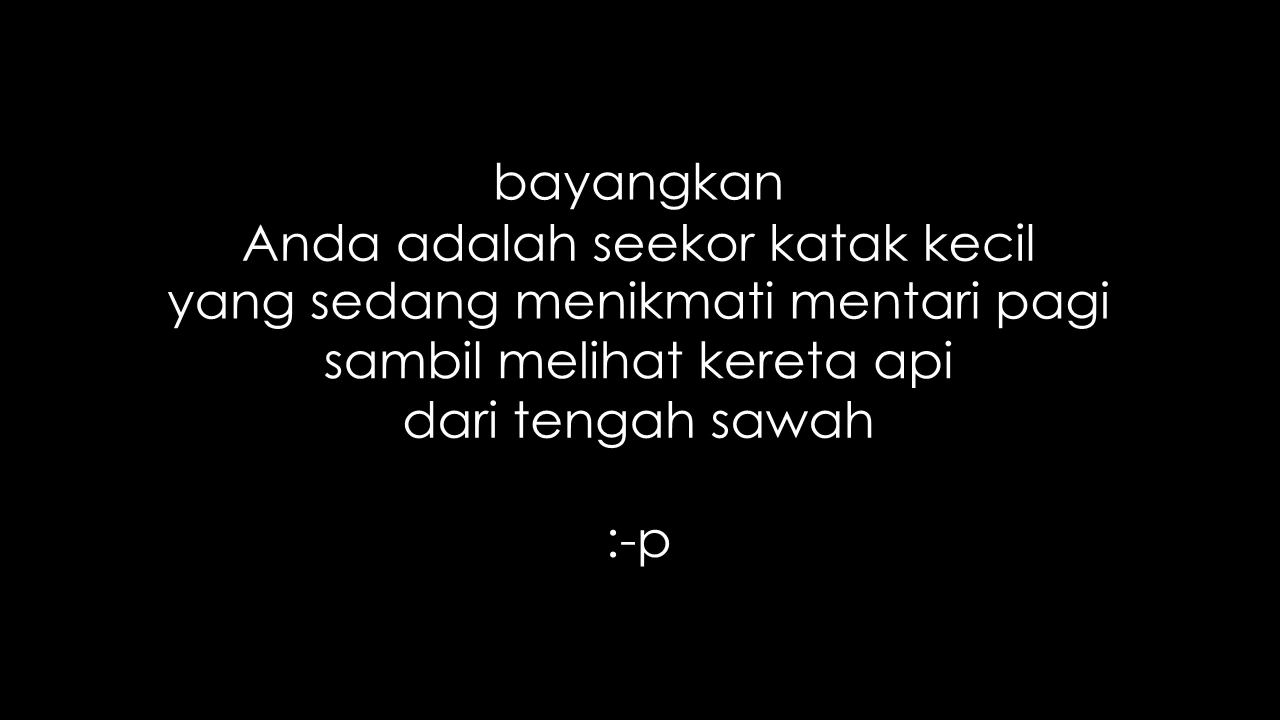 bayangkan
Anda adalah seekor katak kecil
yang sedang menikmati mentari pagi
sambil melihat kereta api
dari tengah sawah
:-p